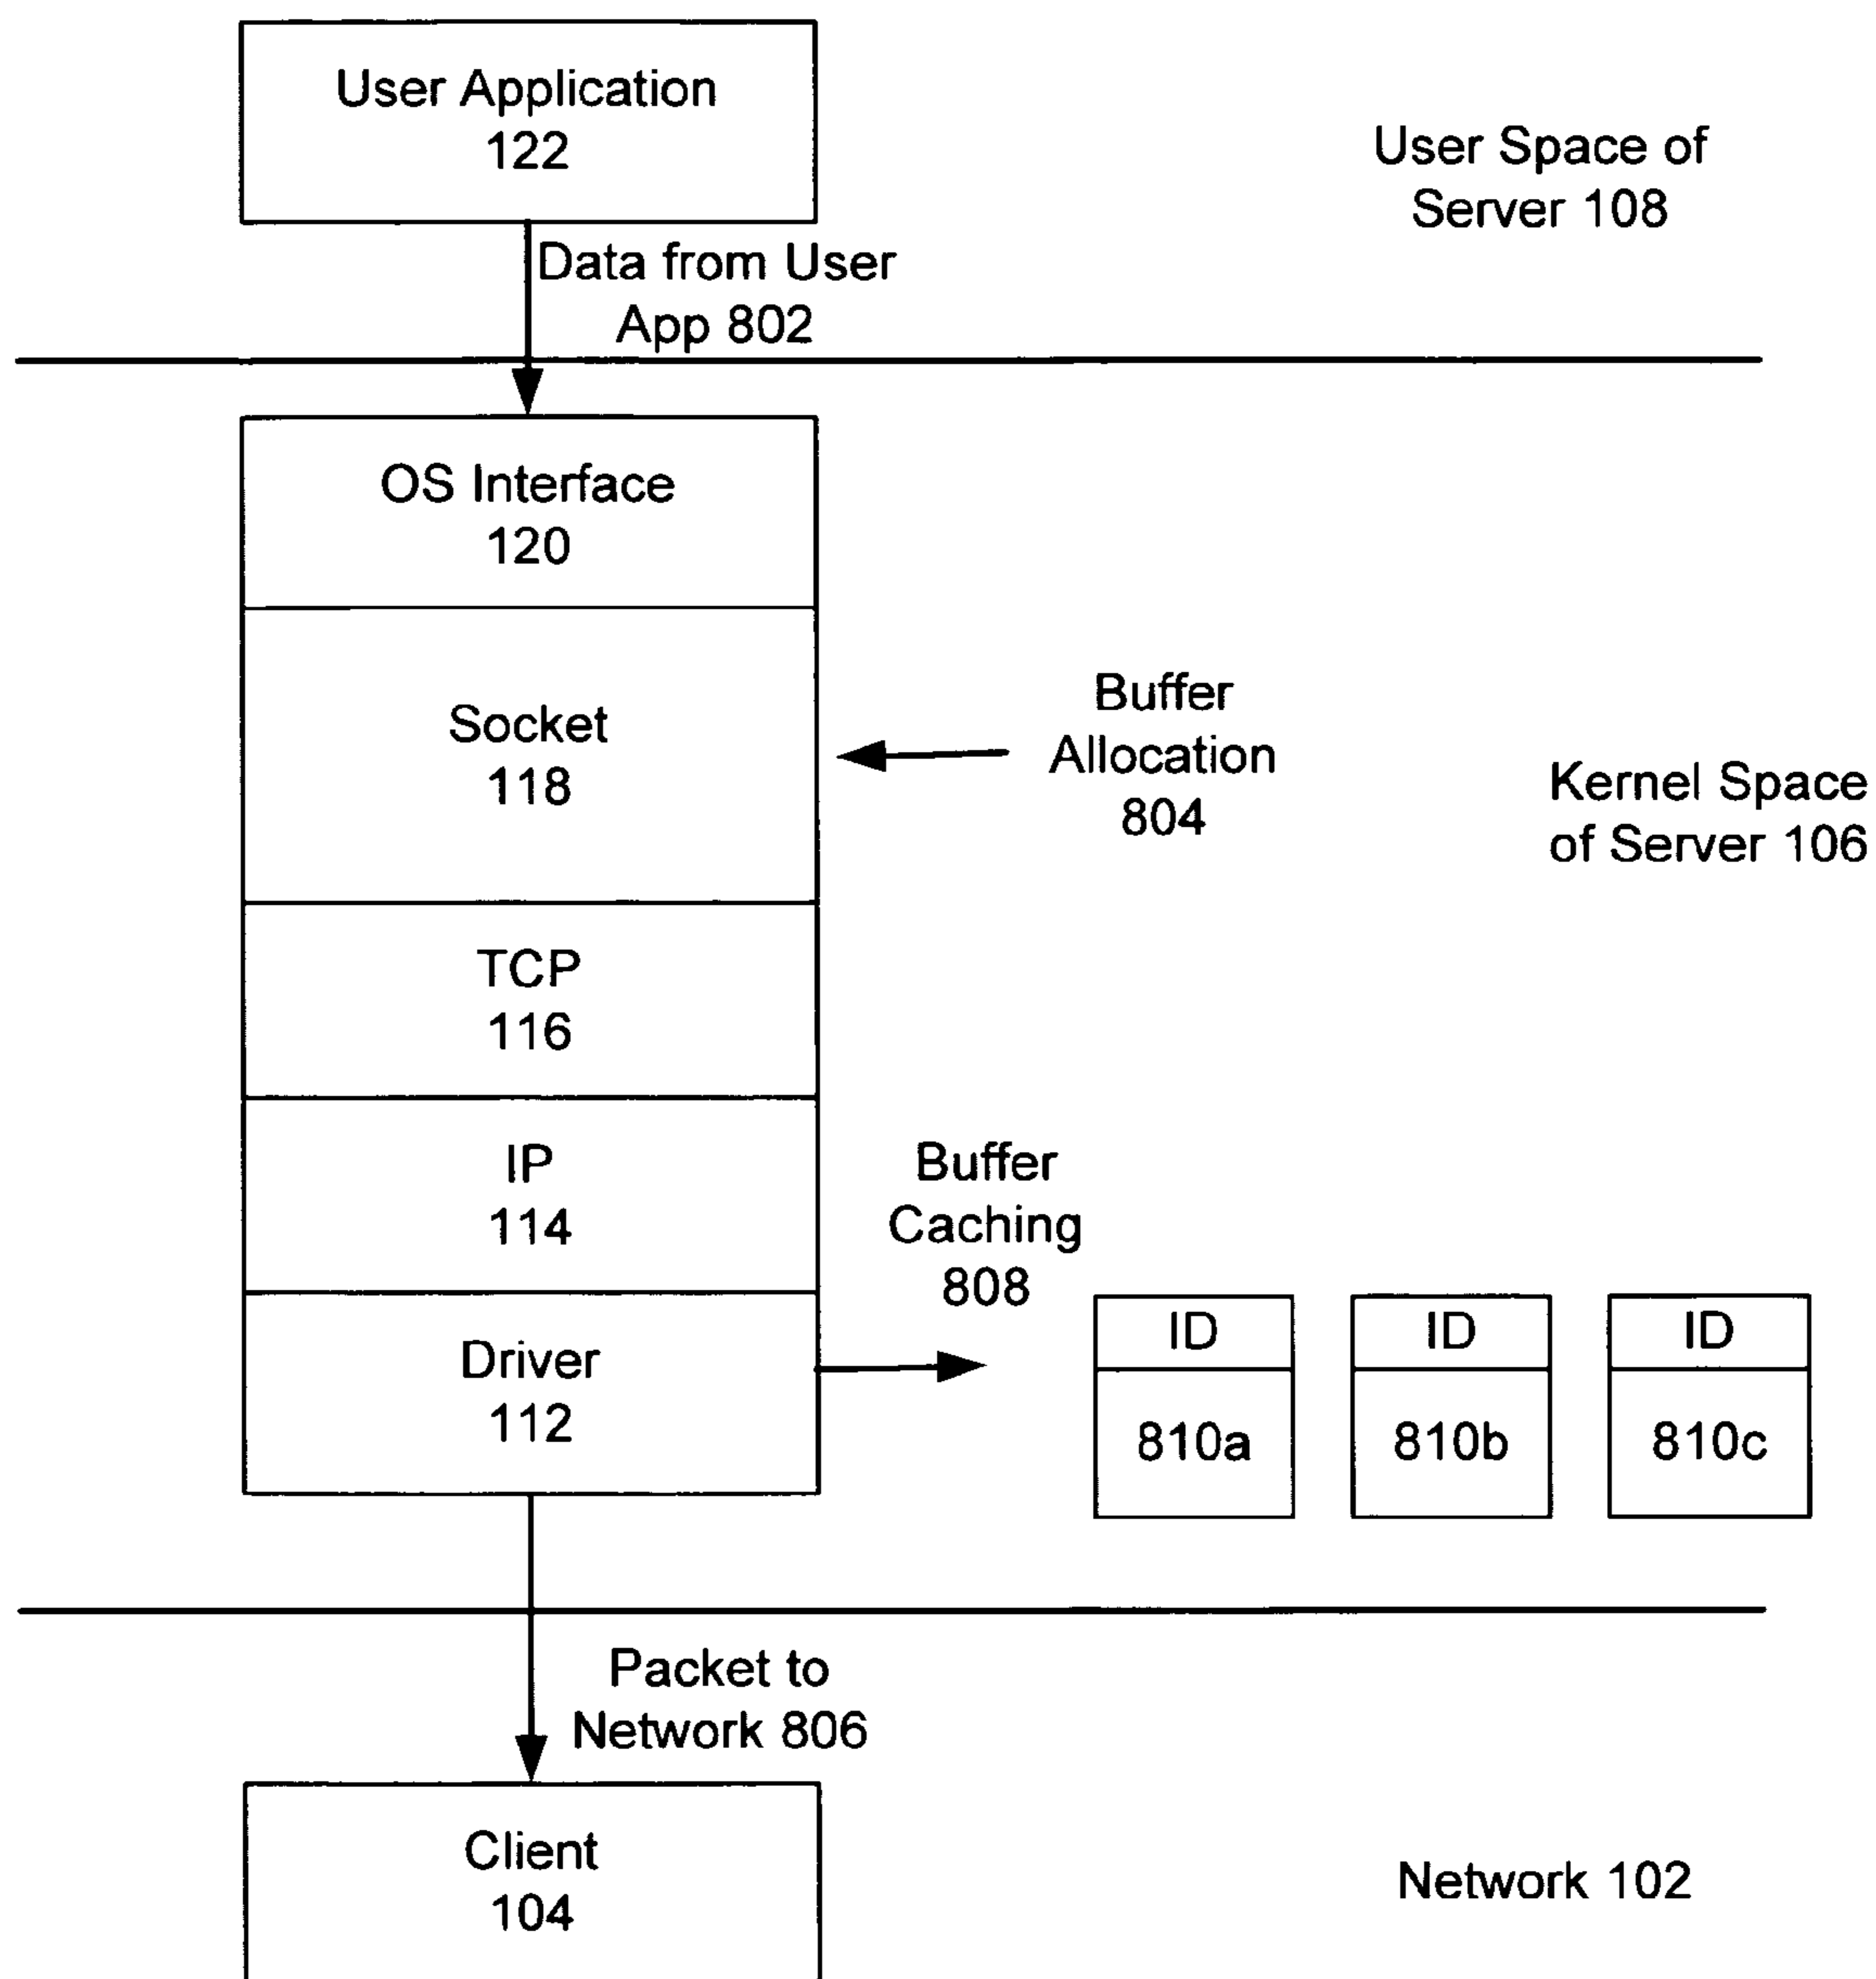 User Application
122
User Space of
Server 108
Data from User
App 802
OS Interface
120
Socket
118
Buffer
Allocation
804
Kernel Space
of Server 106
TCP
116
IP
114
Buffer
Caching
808
Driver
112
ID
810a
ID
810b
ID
810c
Packet to
Network 806
Client
104
Network 102